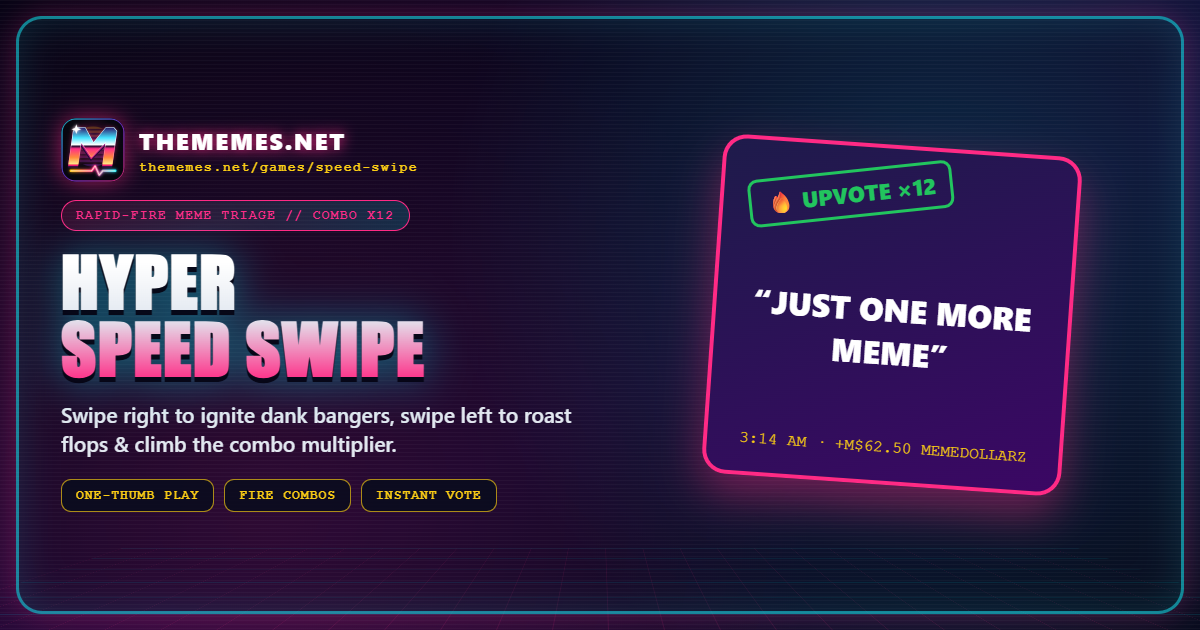 THEMEMES.NET
thememes.net/games/speed-swipe
RAPID-FIRE MEME TRIAGE // COMBO X12
HYPER
SPEED SWIPE
Swipe right to ignite dank bangers, swipe left to roast
flops & climb the combo multiplier.
ONE-THUMB PLAY
FIRE COMBOS
INSTANT VOTE
🔥 UPVOTE ×12
“JUST ONE MORE
MEME”
3:14 AM · +M$62.50 MEMEDOLLARZ